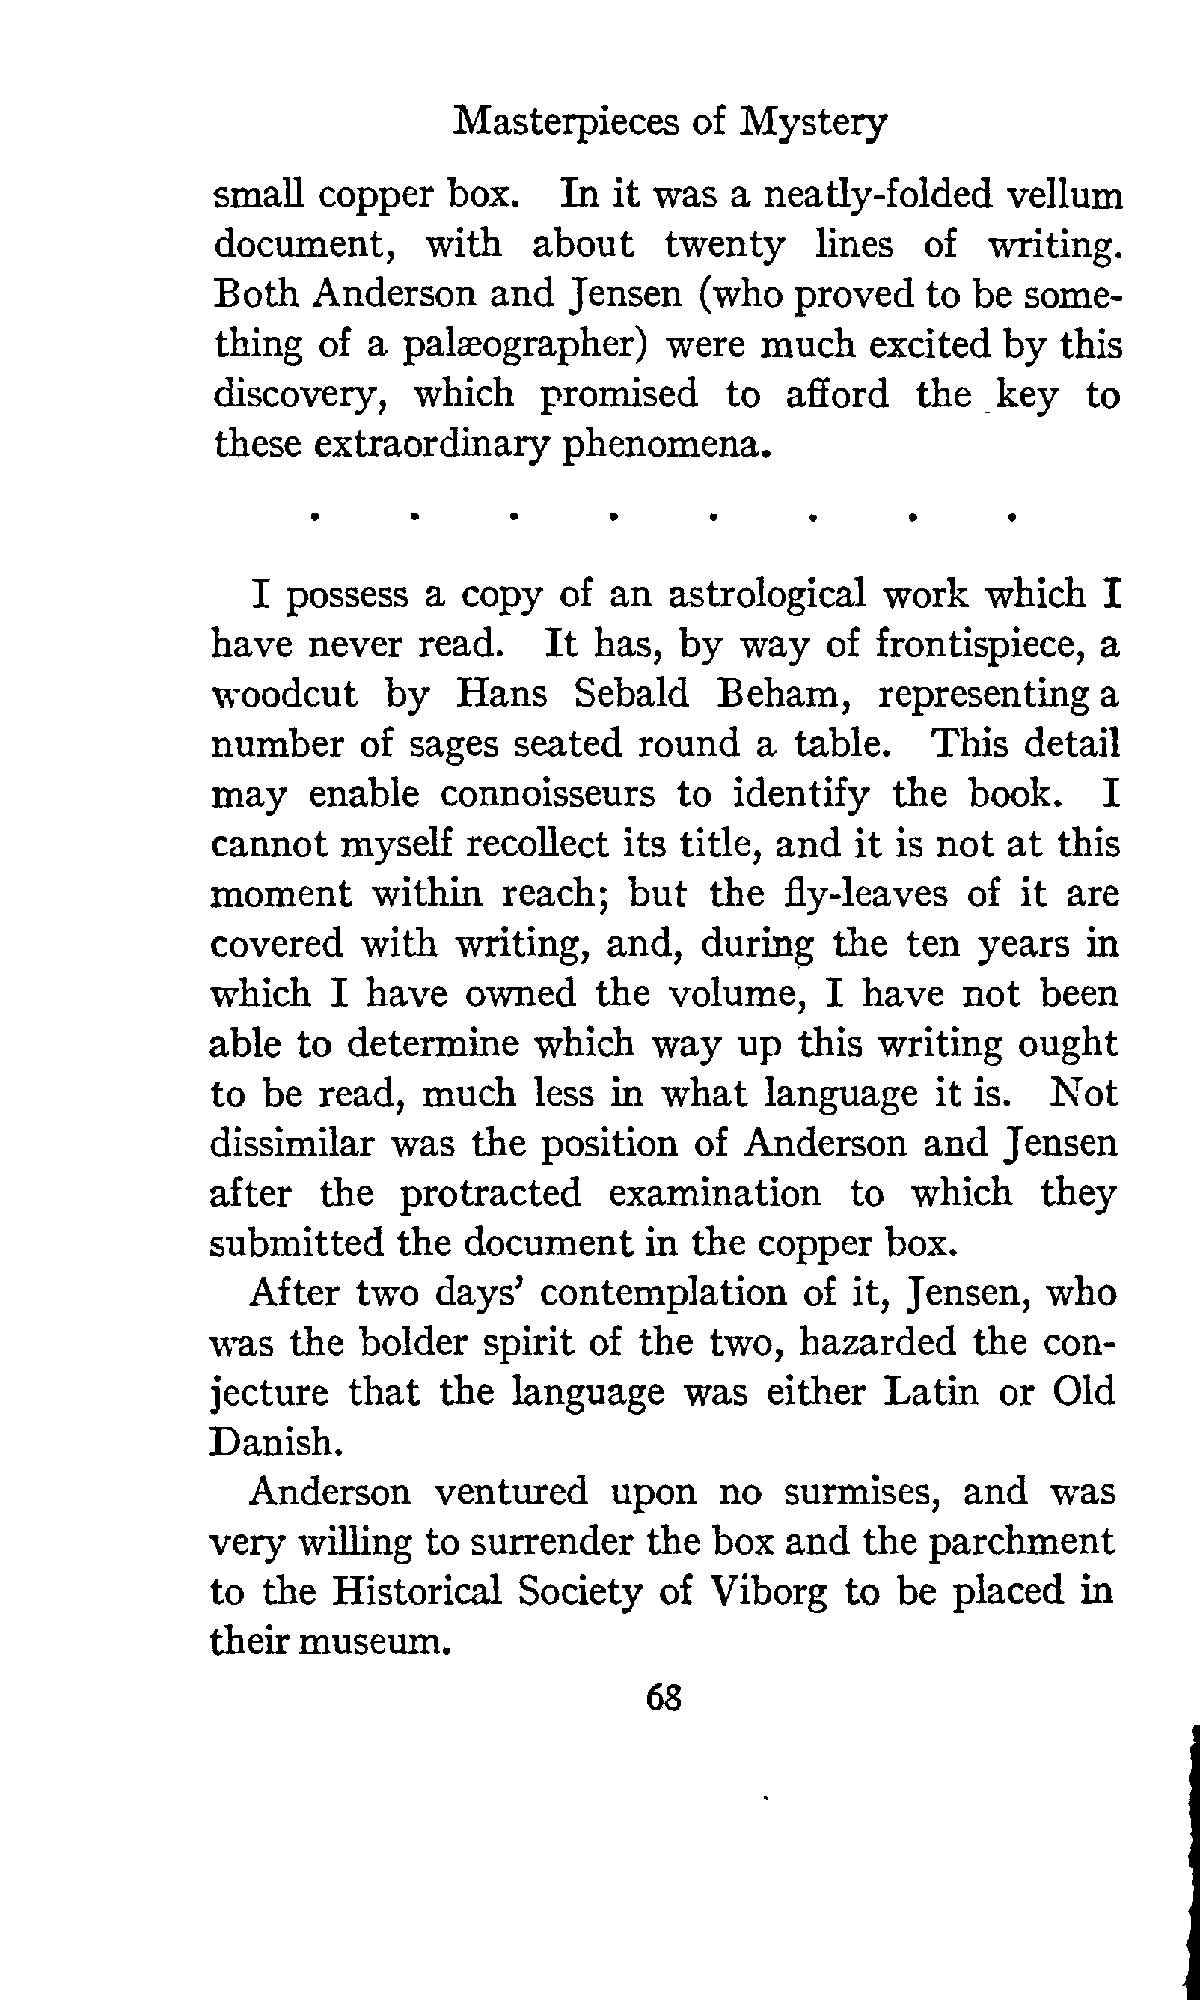 Masterpieces of Mystery
small copper box. In it was a neatly-folded vellum
document, with about twenty lines of writing.
Both Anderson and Jensen (who proved to be some-
thing of a palæographer) were much excited by this
discovery, which promised to afford the key to
these extraordinary phenomena.
. . . . . . . .
I possess a copy of an astrological work which I
have never read. It has, by way of frontispiece, a
woodcut by Hans Sebald Beham, representing a
number of sages seated round a table. This detail
may enable connoisseurs to identify the book. I
cannot myself recollect its title, and it is not at this
moment within reach; but the fly-leaves of it are
covered with writing, and, during the ten years in
which I have owned the volume, I have not been
able to determine which way up this writing ought
to be read, much less in what language it is. Not
dissimilar was the position of Anderson and Jensen
after the protracted examination to which they
submitted the document in the copper box.
After two days' contemplation of it, Jensen, who
was the bolder spirit of the two, hazarded the con-
jecture that the language was either Latin or Old
Danish.
Anderson ventured upon no surmises, and was
very willing to surrender the box and the parchment
to the Historical Society of Viborg to be placed in
their museum.
68